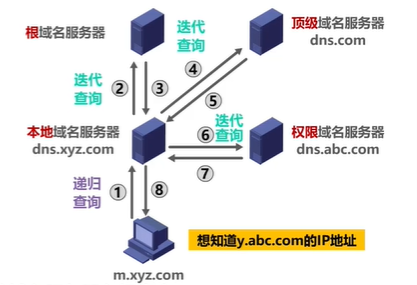 根域名服务器
迭代
查询
顶级域名服务器
dns.com
迭代
查询
②
③
④
⑤
本地域名服务器
dns.xyz.com
⑥
迭代
查询
权限域名服务器
dns.abc.com
⑦
递归
查询
①
⑧
想知道y.abc.com的IP地址
m.xyz.com